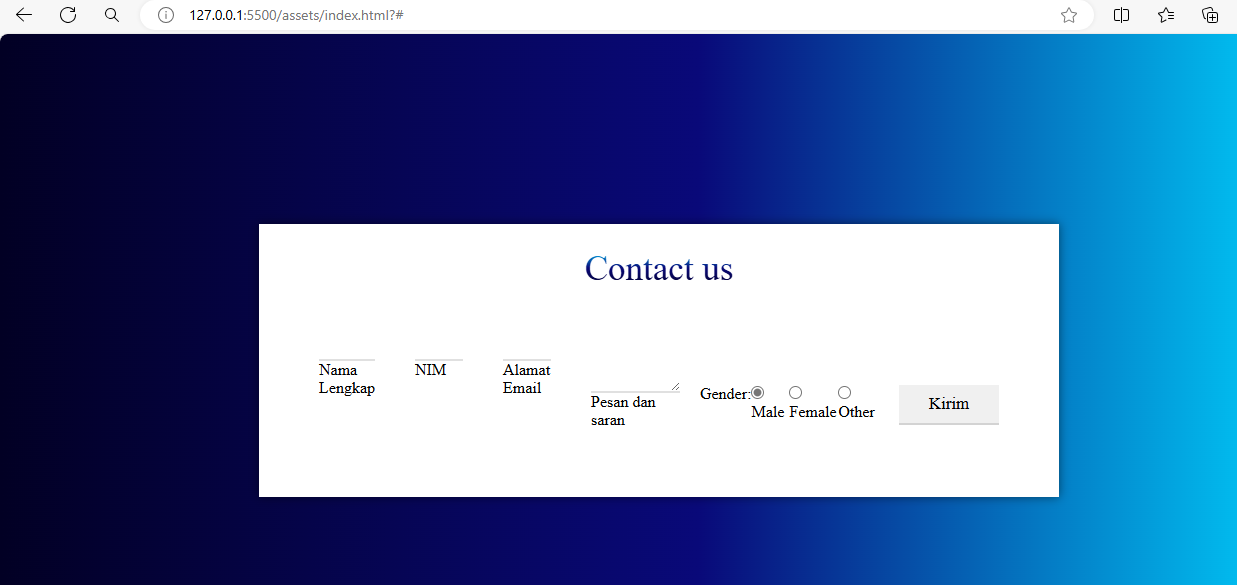 127.0.0.1:5500/assets/index.html?#
Contact us
Nama
Lengkap
NIM
Alamat
Email
Pesan dan
saran
Gender:
Male Female Other
Kirim